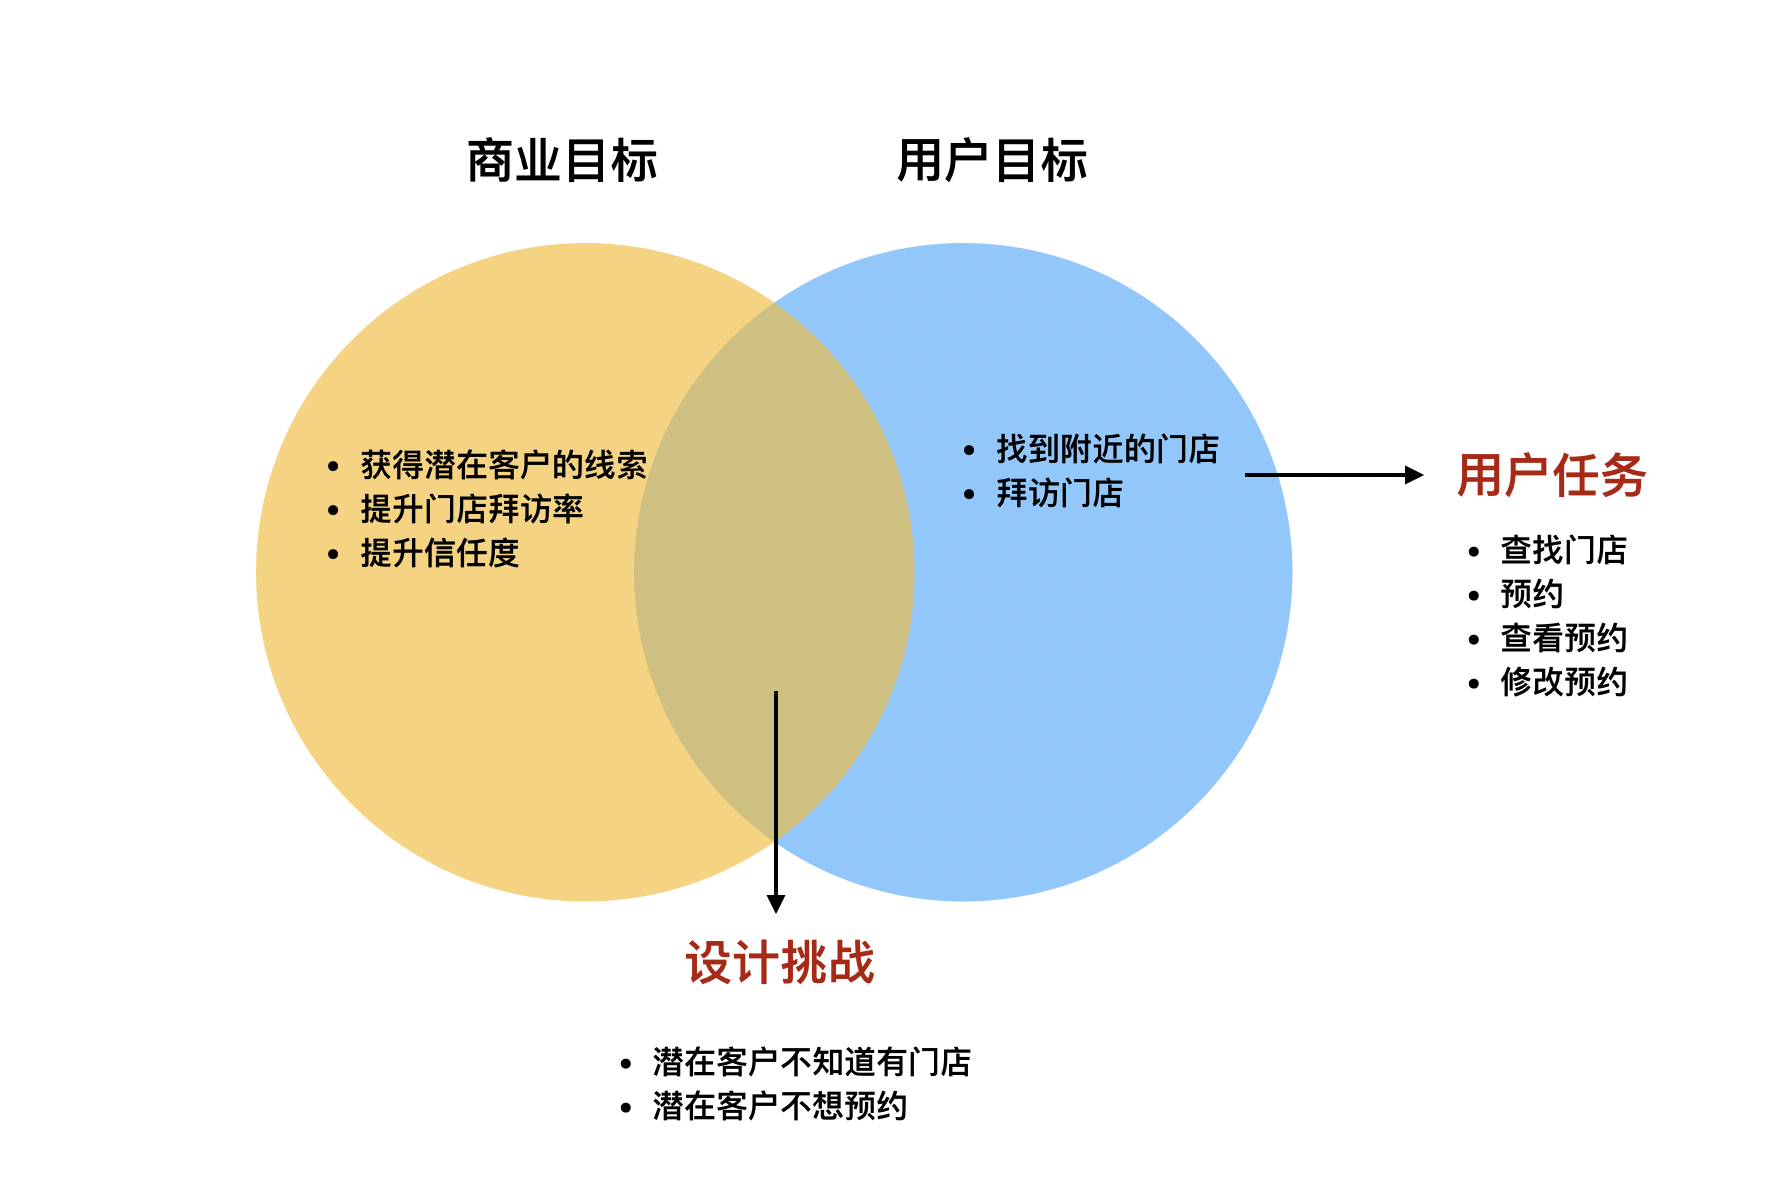 商业目标
用户目标
• 获得潜在客户的线索
• 提升门店拜访率
• 提升信任度
• 找到附近的门店
• 拜访门店
用户任务
• 查找门店
• 预约
• 查看预约
• 修改预约
设计挑战
• 潜在客户不知道有门店
• 潜在客户不想预约